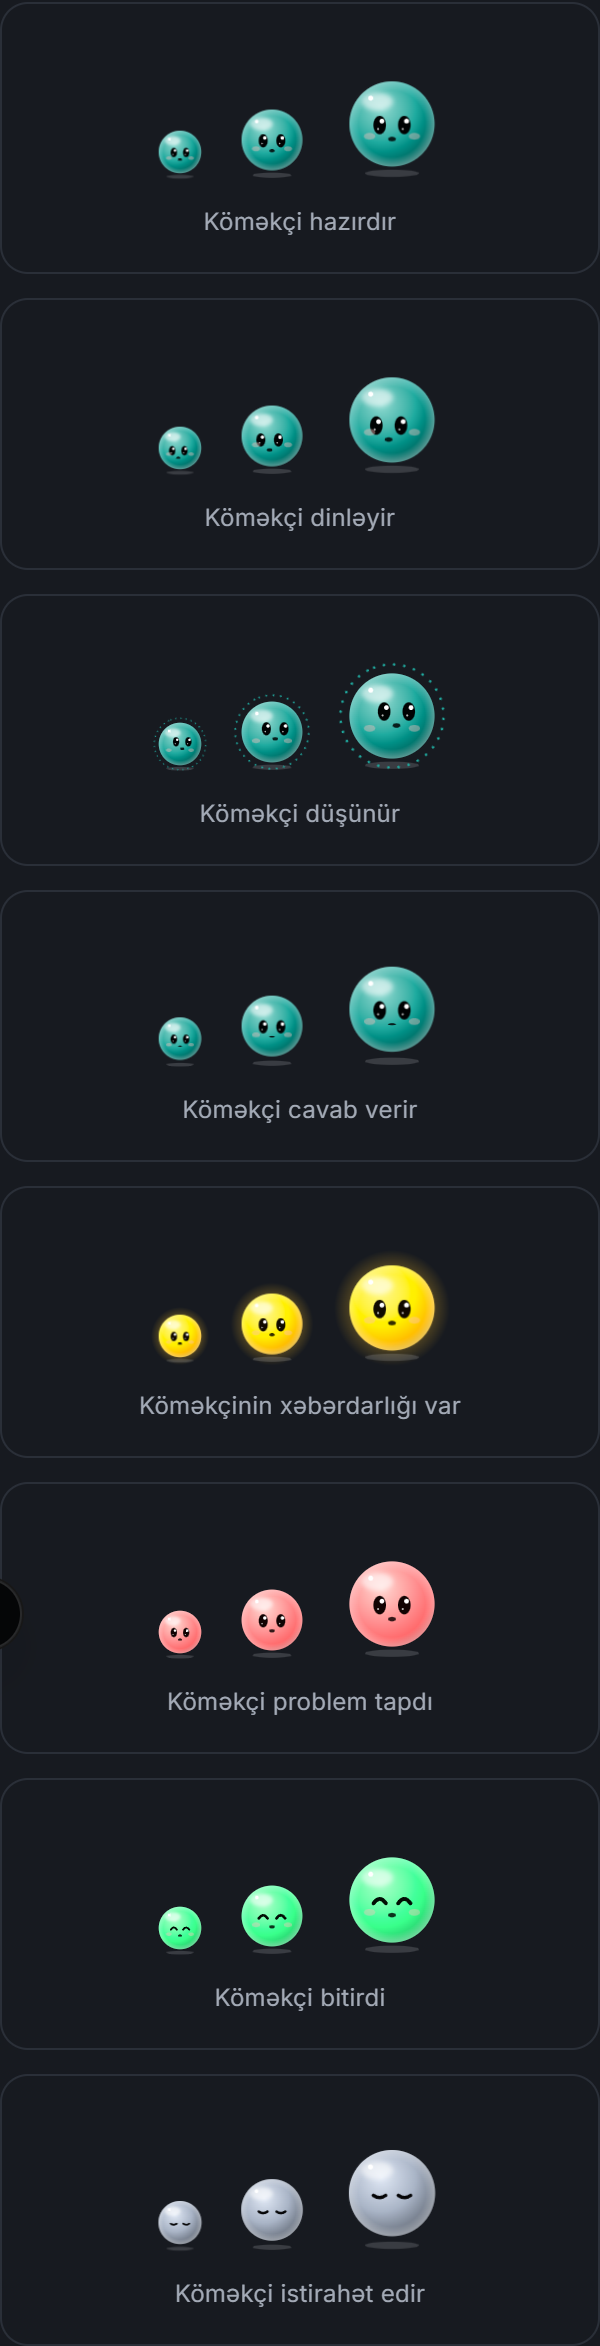 Köməkçi hazırdır
Köməkçi dinləyir
Köməkçi düşünür
Köməkçi cavab verir
Köməkçinin xəbərdarlığı var
Köməkçi problem tapdı
Köməkçi bitirdi
Köməkçi istirahət edir